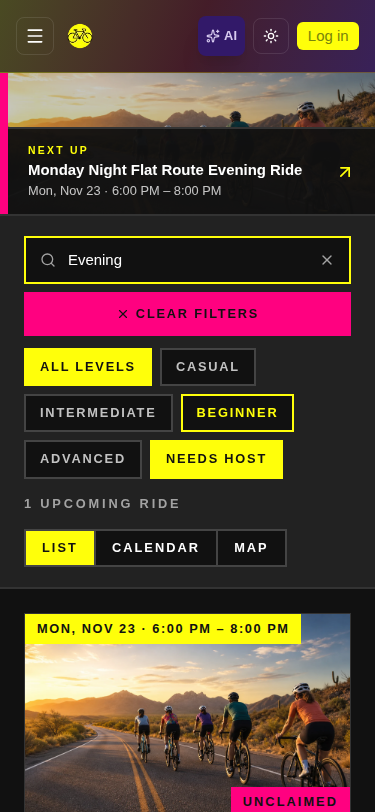 AI
Log in
NEXT UP
Monday Night Flat Route Evening Ride
Mon, Nov 23 · 6:00 PM – 8:00 PM
Evening
CLEAR FILTERS
ALL LEVELS
CASUAL
INTERMEDIATE
BEGINNER
ADVANCED
NEEDS HOST
1 UPCOMING RIDE
LIST
CALENDAR
MAP
MON, NOV 23 · 6:00 PM – 8:00 PM
UNCLAIMED